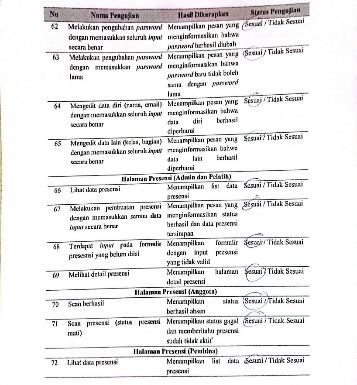 No Nama Pengujian Hasil Diharapkan Status Pengujian
62 Melakukan pengubahan password Menampilkan pesan yang Sesuai / Tidak Sesuai
dengan memasukkan seluruh input menginformasikan bahwa
secara benar password berhasil diubah
63 Melakukan pengubahan password Menampilkan pesan yang Sesuai / Tidak Sesuai
dengan memasukkan password menginformasikan bahwa
lama password baru tidak boleh
sama dengan password
lama
64 Mengedit data diri (nama, email) Menampilkan pesan yang Sesuai / Tidak Sesuai
dengan memasukkan seluruh input menginformasikan bahwa
secara benar data diri berhasil
diperbarui
65 Mengedit data lain (kelas, bagian) Menampilkan pesan yang Sesuai / Tidak Sesuai
dengan memasukkan seluruh input menginformasikan bahwa
secara benar data lain berhasil
diperbarui
Halaman Presensi (Admin dan Pelatih)
66 Lihat data presensi Menampilkan list data Sesuai / Tidak Sesuai
presensi
67 Melakukan pembuatan presensi Menampilkan pesan yang Sesuai / Tidak Sesuai
dengan memasukkan semua data menginformasikan status
input secara benar berhasil dan data presensi
tersimpan
68 Terdapat input pada formulir Menampilkan formulir Sesuai / Tidak Sesuai
presensi yang belum diisi dengan input presensi
yang tidak valid
69 Melihat detail presensi Menampilkan halaman Sesuai / Tidak Sesuai
detail presensi
Halaman Presensi (Anggota)
70 Scan berhasil Menampilkan status Sesuai / Tidak Sesuai
berhasil absen
71 Scan presensi (status presensi Menampilkan status gagal Sesuai / Tidak Sesuai
mati) dan memberitahu presensi
sudah tidak aktif
Halaman Presensi (Pembina)
72 Lihat data presensi Menampilkan list data Sesuai / Tidak Sesuai
presensi